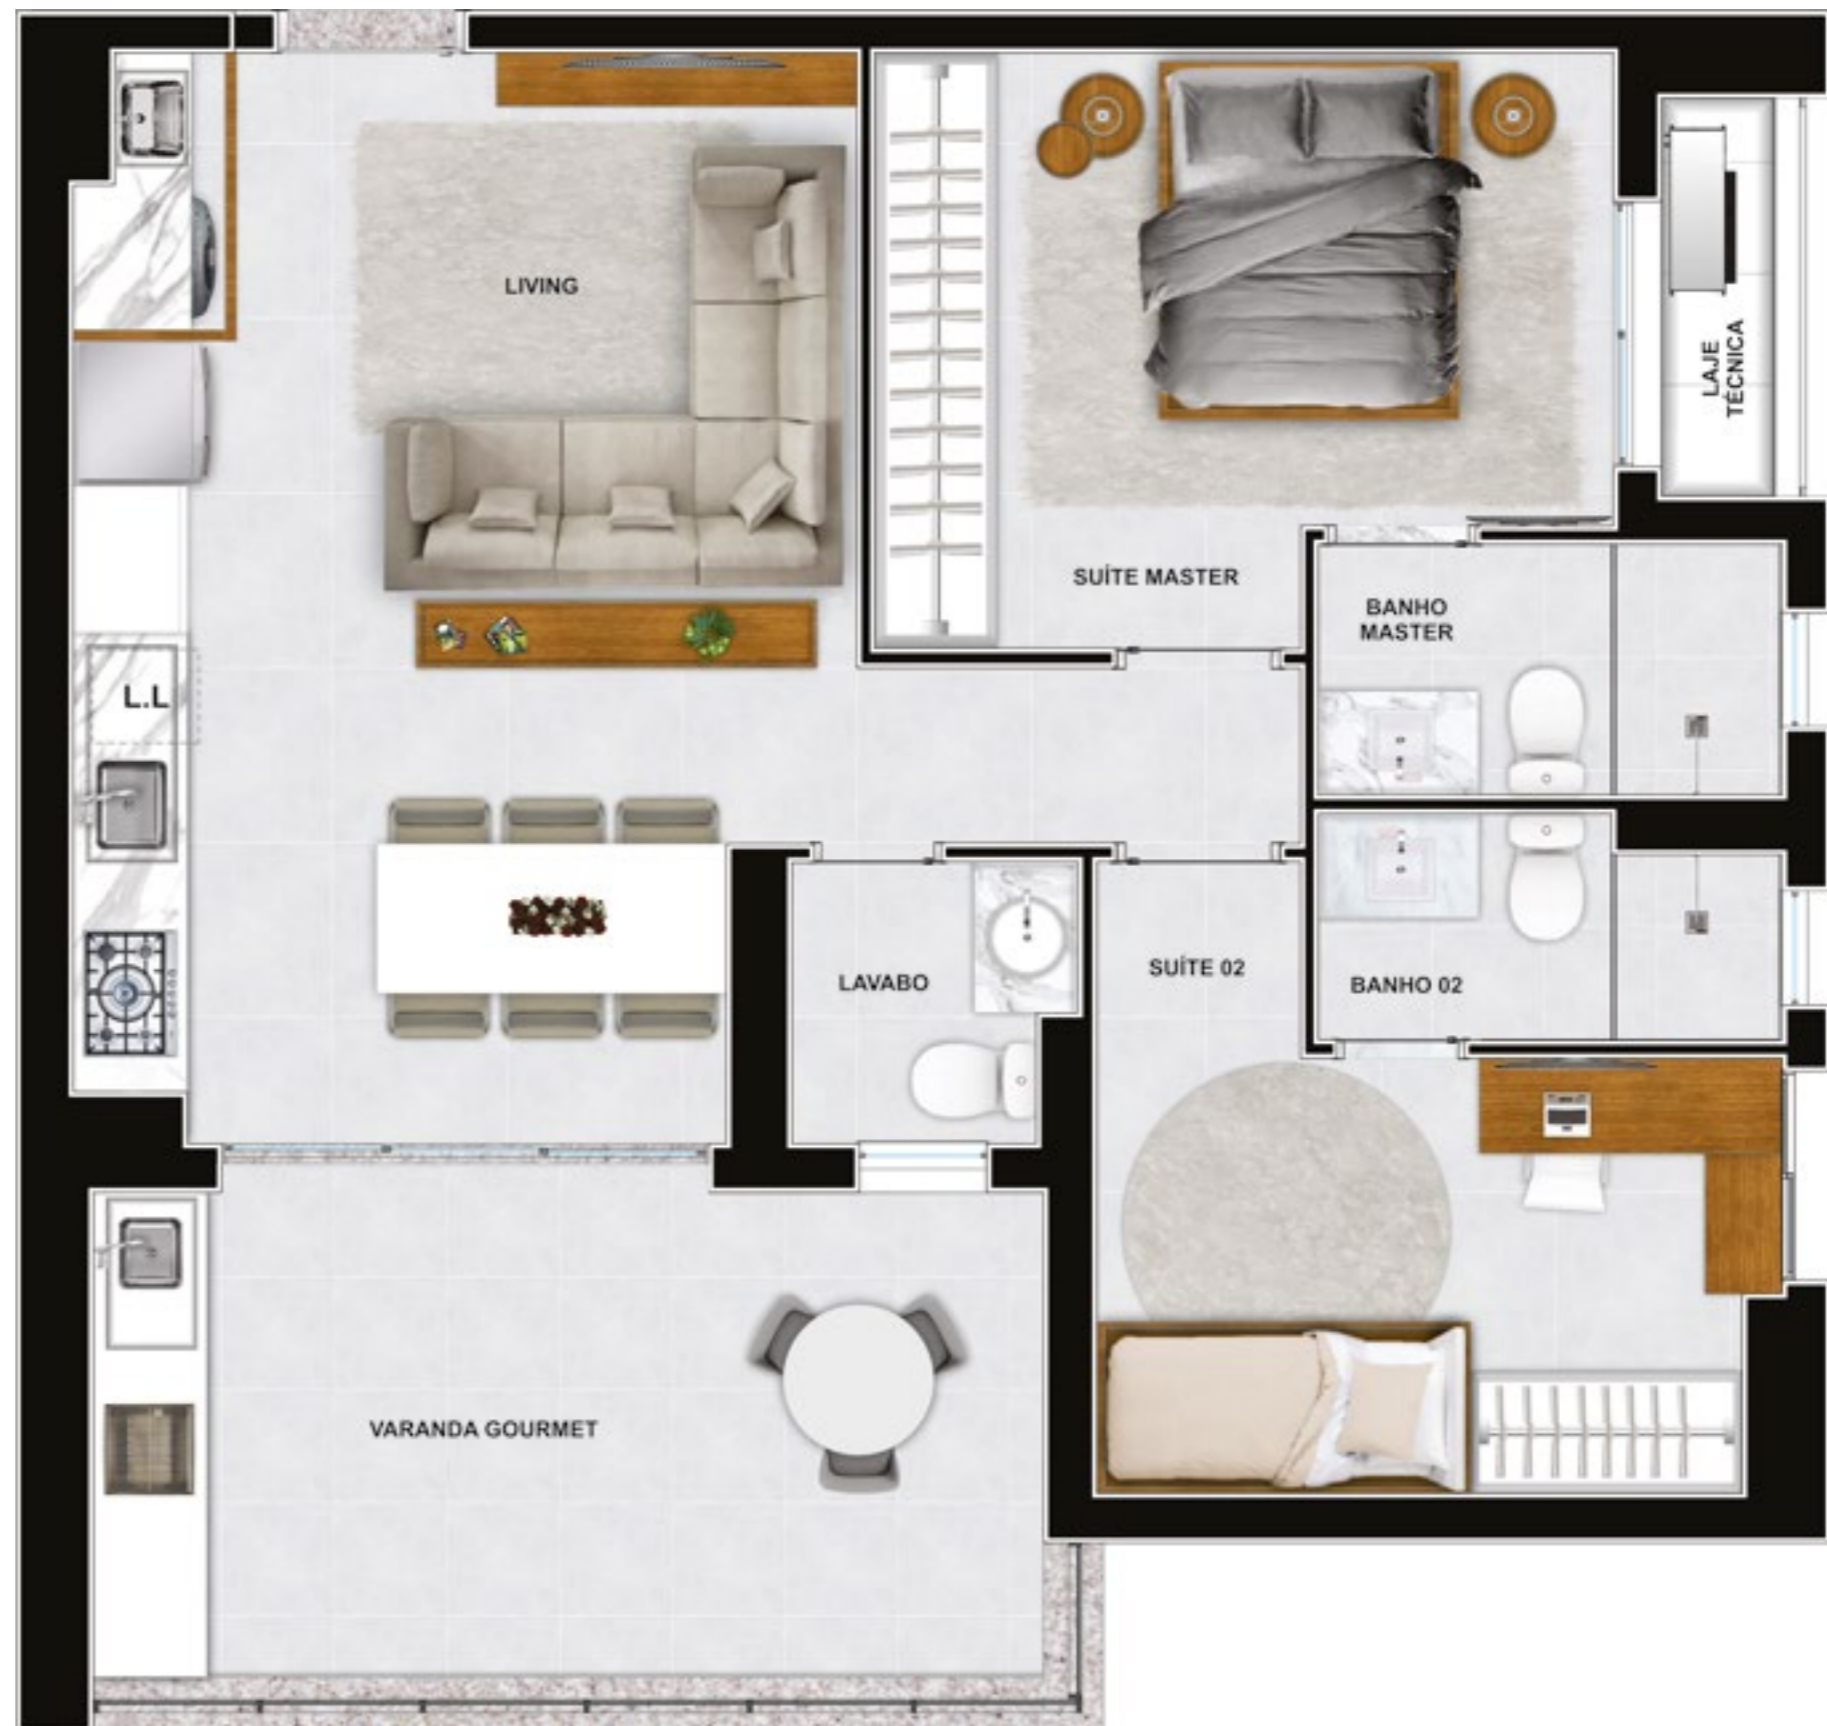 LIVING
LAJE
TÉCNICA
SUÍTE MASTER
BANHO
MASTER
L.L
LAVABO
SUÍTE 02
BANHO 02
VARANDA GOURMET